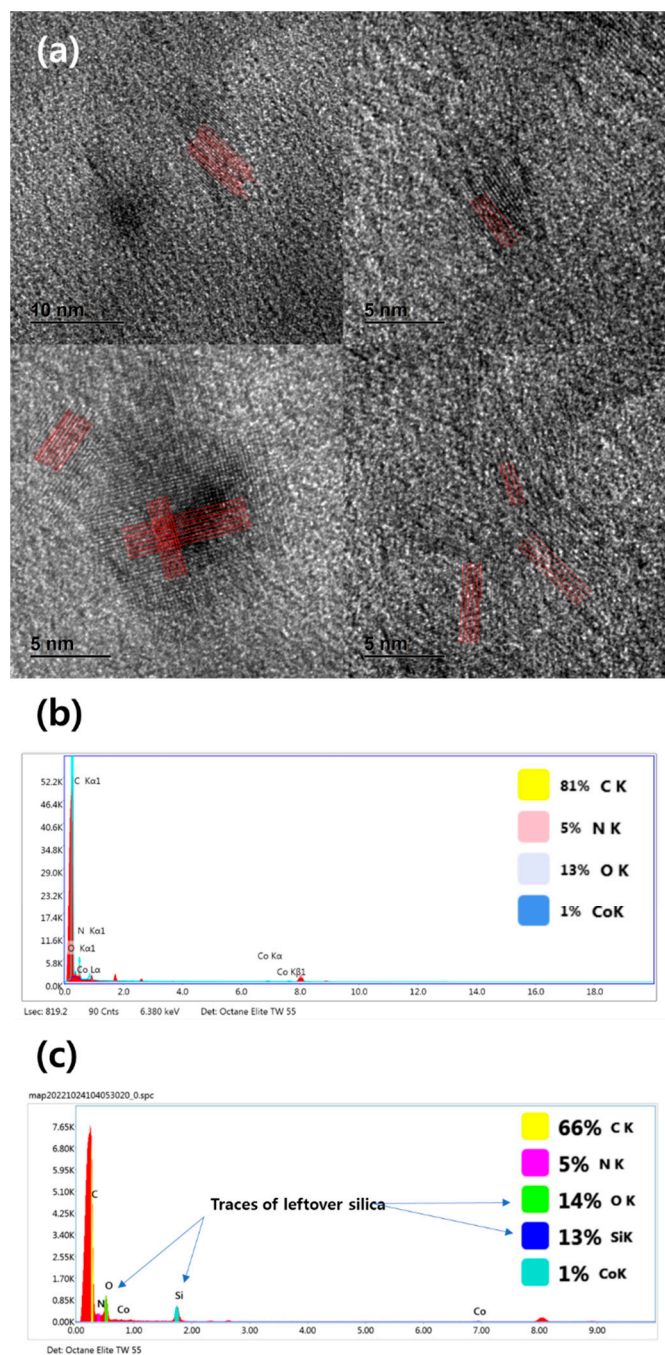 (a)
10 nm
5 nm
5 nm
5 nm
(b)
52.2K
46.4K
40.6K
34.8K
29.0K
23.2K
17.4K
11.6K
5.8K
0.0K
C Kα1
N Kα1
O Kα1
Co Lα
Co Kα
Co Kβ1
81% C K
5% N K
13% O K
1% CoK
0.0 2.0 4.0 6.0 8.0 10.0 12.0 14.0 16.0 18.0
Lsec: 819.2 90 Cnts 6.380 keV Det: Octane Elite TW 55
(c)
map20221024104053020_0.spc
7.65K
6.80K
5.95K
5.10K
4.25K
3.40K
2.55K
1.70K
0.85K
0.00K
C
N
O
Co
Si
Co
Traces of leftover silica
66% C K
5% N K
14% O K
13% SiK
1% CoK
0.00 1.00 2.00 3.00 4.00 5.00 6.00 7.00 8.00 9.00
Det: Octane Elite TW 55